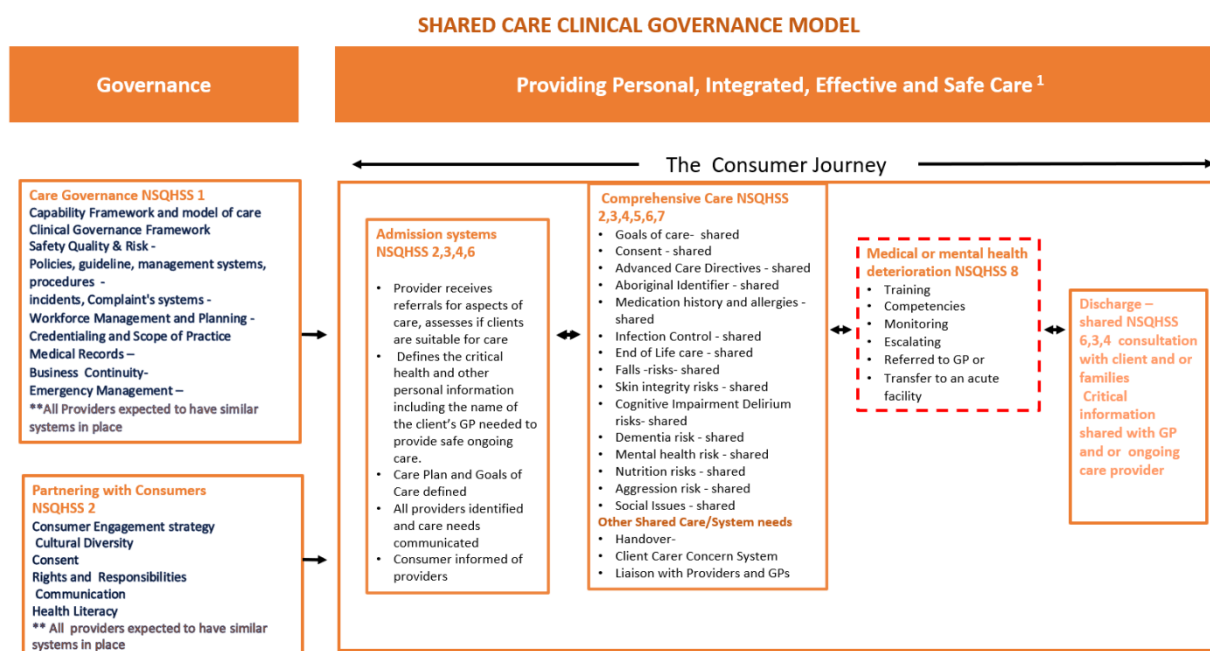 SHARED CARE CLINICAL GOVERNANCE MODEL
Governance
Providing Personal, Integrated, Effective and Safe Care 1
The Consumer Journey
Care Governance NSQHSS 1
Capability Framework and model of care
Clinical Governance Framework
Safety Quality & Risk -
Policies, guideline, management systems,
procedures -
incidents, Complaint's systems -
Workforce Management and Planning -
Credentialing and Scope of Practice
Medical Records –
Business Continuity-
Emergency Management –
**All Providers expected to have similar
systems in place
Partnering with Consumers
NSQHSS 2
Consumer Engagement strategy
Cultural Diversity
Consent
Rights and Responsibilities
Communication
Health Literacy
** All providers expected to have similar
systems in place
Admission systems
NSQHSS 2,3,4,6
• Provider receives
referrals for aspects of
care, assesses if clients
are suitable for care
• Defines the critical
health and other
personal information
including the name of
the client's GP needed to
provide safe ongoing
care.
• Care Plan and Goals of
Care defined
• All providers identified
and care needs
communicated
• Consumer informed of
providers
Comprehensive Care NSQHSS
2,3,4,5,6,7
• Goals of care- shared
• Consent - shared
• Advanced Care Directives - shared
• Aboriginal Identifier - shared
• Medication history and allergies -
shared
• Infection Control - shared
• End of Life care - shared
• Falls -risks- shared
• Skin integrity risks - shared
• Cognitive Impairment Delirium
risks- shared
• Dementia risk - shared
• Mental health risk - shared
• Nutrition risks - shared
• Aggression risk - shared
• Social Issues - shared
Other Shared Care/System needs
• Handover-
• Client Carer Concern System
• Liaison with Providers and GPs
Medical or mental health
deterioration NSQHSS 8
• Training
• Competencies
• Monitoring
• Escalating
• Referred to GP or
• Transfer to an acute
facility
Discharge –
shared NSQHSS
6,3,4 consultation
with client and or
families
Critical
information
shared with GP
and or ongoing
care provider